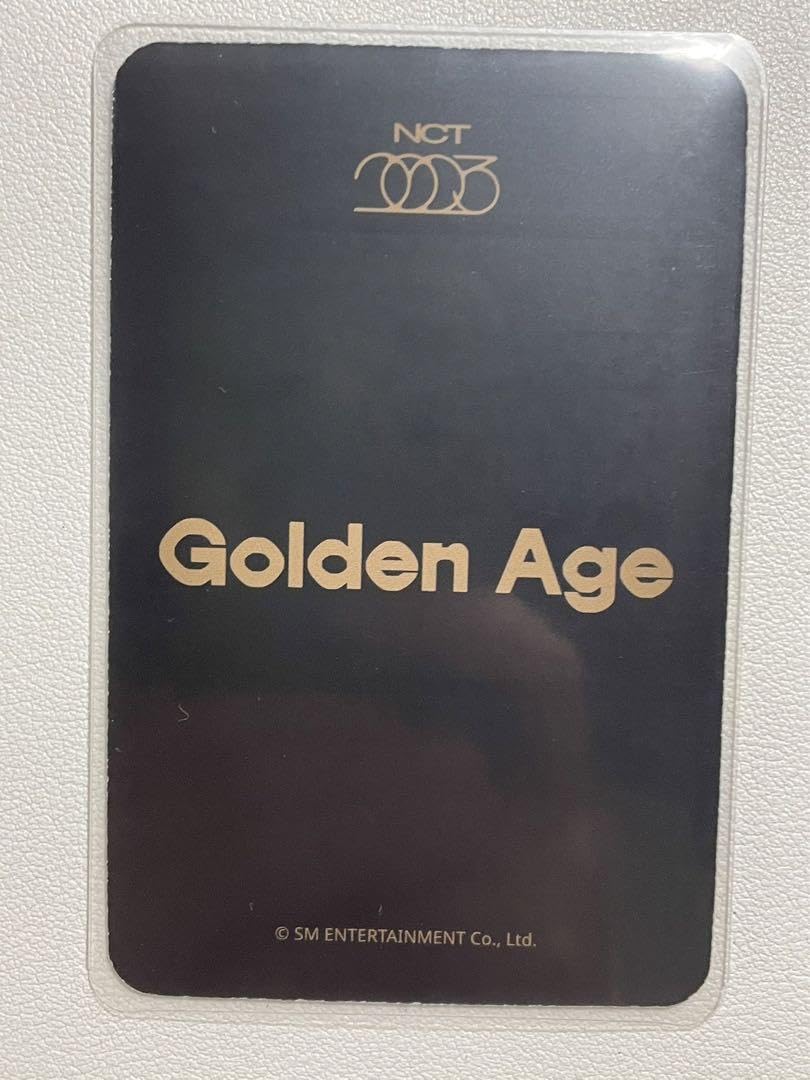 NCT
2023
Golden Age
© SM ENTERTAINMENT Co., Ltd.